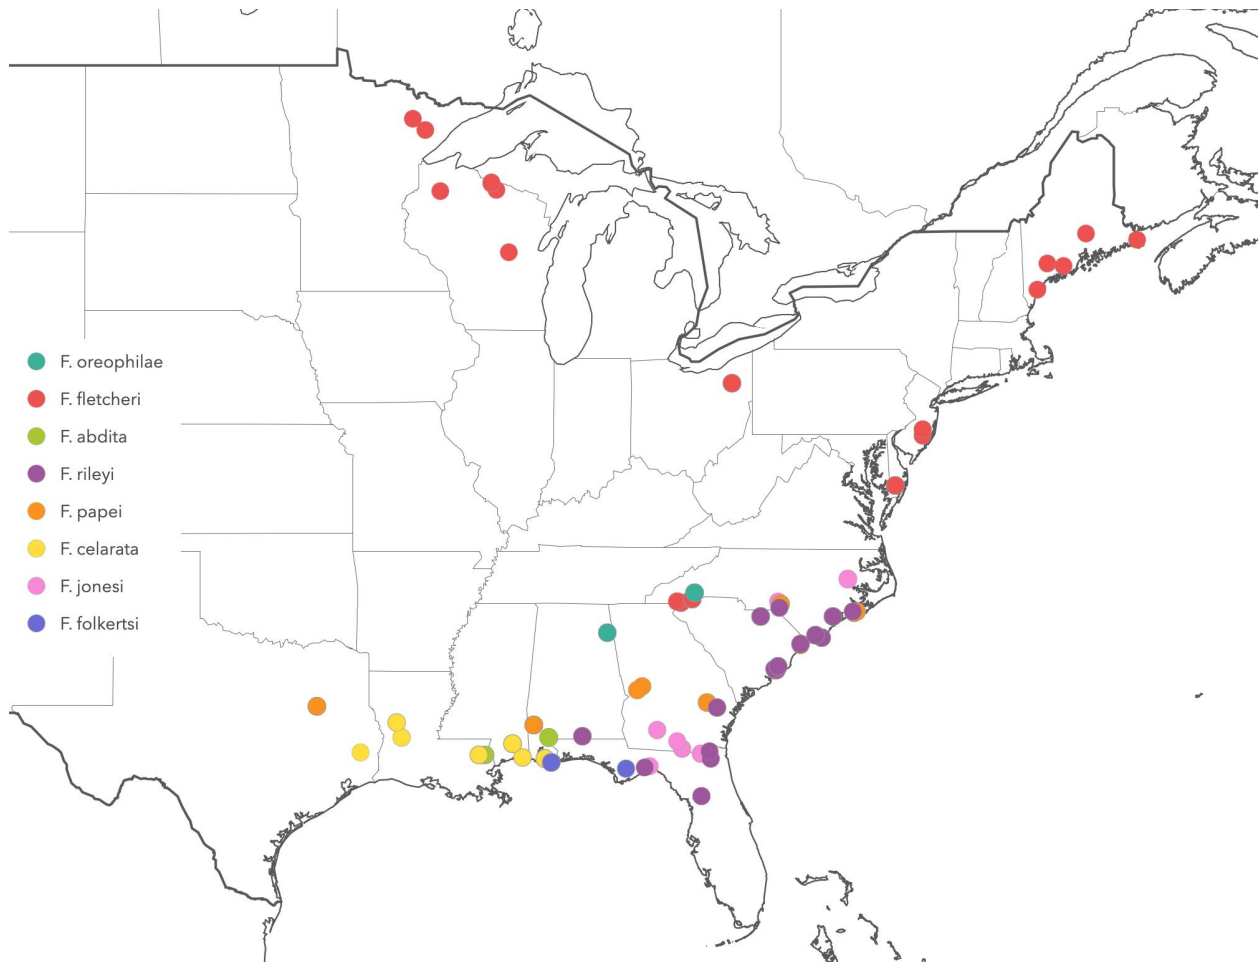 F. oreophilae
F. fletcheri
F. abdita
F. rileyi
F. papei
F. celarata
F. jonesi
F. folkertsi